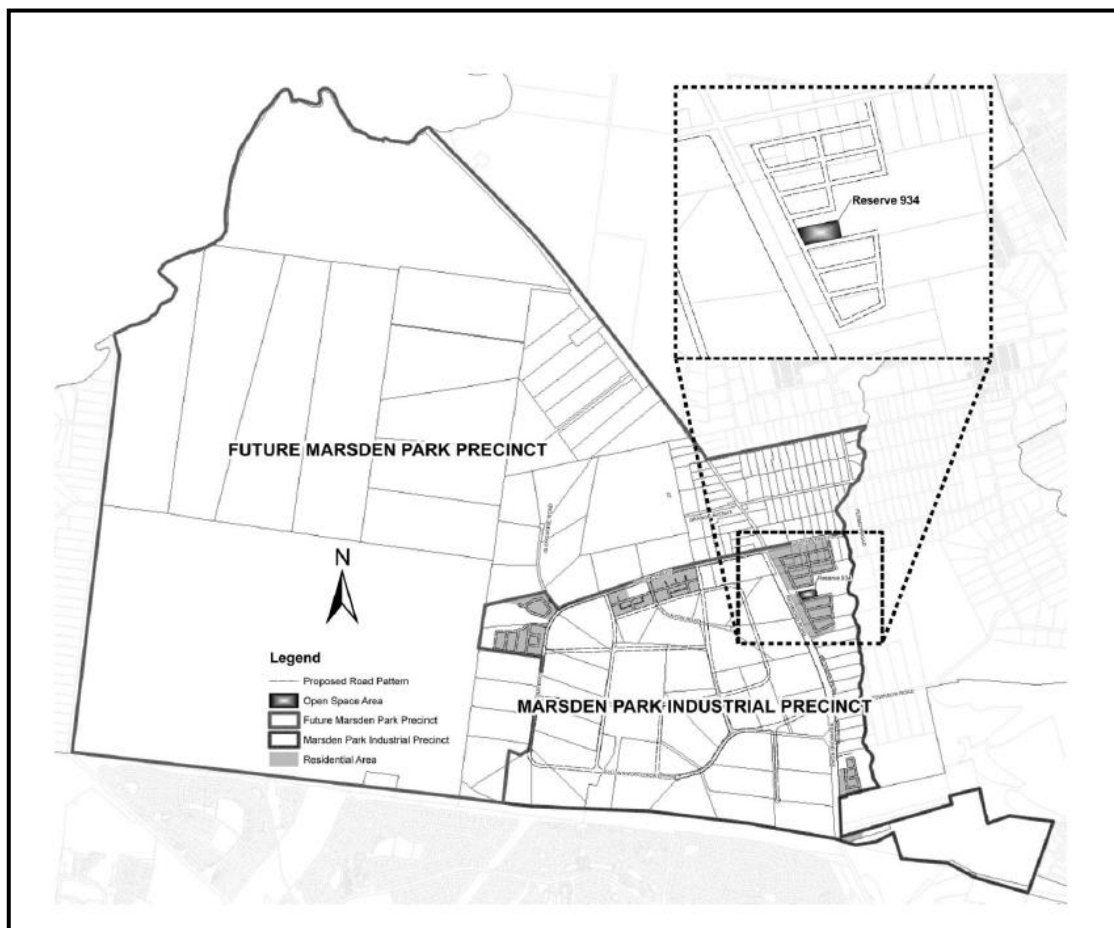 Reserve 934
FUTURE MARSDEN PARK PRECINCT
N
Reserve 934
Legend
Proposed Road Pattern
Open Space Area
Future Marsden Park Precinct
Marsden Park Industrial Precinct
Residential Area
MARSDEN PARK INDUSTRIAL PRECINCT